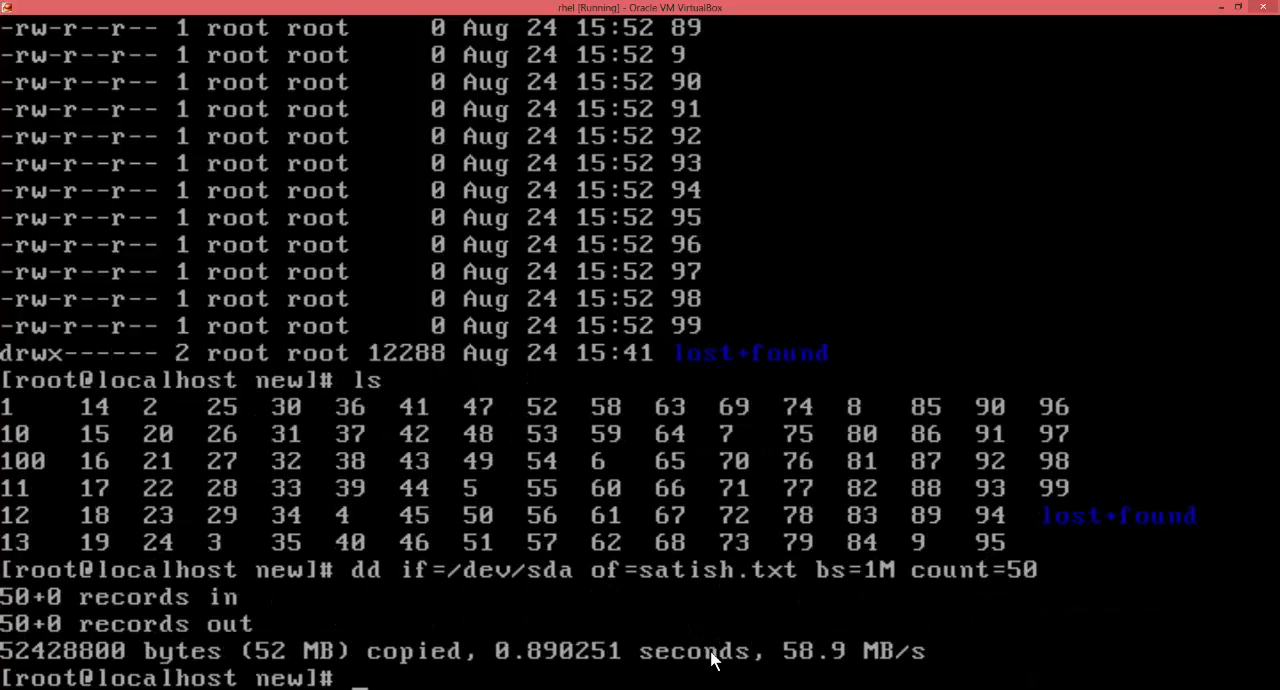 rhel [Running] - Oracle VM VirtualBox
-rw-r--r-- 1 root root 0 Aug 24 15:52 89
-rw-r--r-- 1 root root 0 Aug 24 15:52 9
-rw-r--r-- 1 root root 0 Aug 24 15:52 90
-rw-r--r-- 1 root root 0 Aug 24 15:52 91
-rw-r--r-- 1 root root 0 Aug 24 15:52 92
-rw-r--r-- 1 root root 0 Aug 24 15:52 93
-rw-r--r-- 1 root root 0 Aug 24 15:52 94
-rw-r--r-- 1 root root 0 Aug 24 15:52 95
-rw-r--r-- 1 root root 0 Aug 24 15:52 96
-rw-r--r-- 1 root root 0 Aug 24 15:52 97
-rw-r--r-- 1 root root 0 Aug 24 15:52 98
-rw-r--r-- 1 root root 0 Aug 24 15:52 99
drwx------ 2 root root 12288 Aug 24 15:41 lost+found
[root@localhost new]# ls
1 14 2 25 30 36 41 47 52 58 63 69 74 8 85 90 96
10 15 20 26 31 37 42 48 53 59 64 7 75 80 86 91 97
100 16 21 27 32 38 43 49 54 6 65 70 76 81 87 92 98
11 17 22 28 33 39 44 5 55 60 66 71 77 82 88 93 99
12 18 23 29 34 4 45 50 56 61 67 72 78 83 89 94 lost+found
13 19 24 3 35 40 46 51 57 62 68 73 79 84 9 95
[root@localhost new]# dd if=/dev/sda of=satish.txt bs=1M count=50
50+0 records in
50+0 records out
52428800 bytes (52 MB) copied, 0.890251 seconds, 58.9 MB/s
[root@localhost new]# _